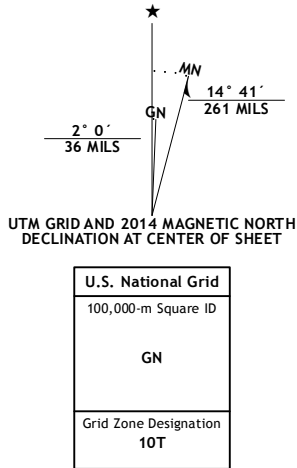 ★
MN
GN
14° 41´
261 MILS
2° 0´
36 MILS
UTM GRID AND 2014 MAGNETIC NORTH
DECLINATION AT CENTER OF SHEET
U.S. National Grid
100,000-m Square ID
GN
Grid Zone Designation
10T